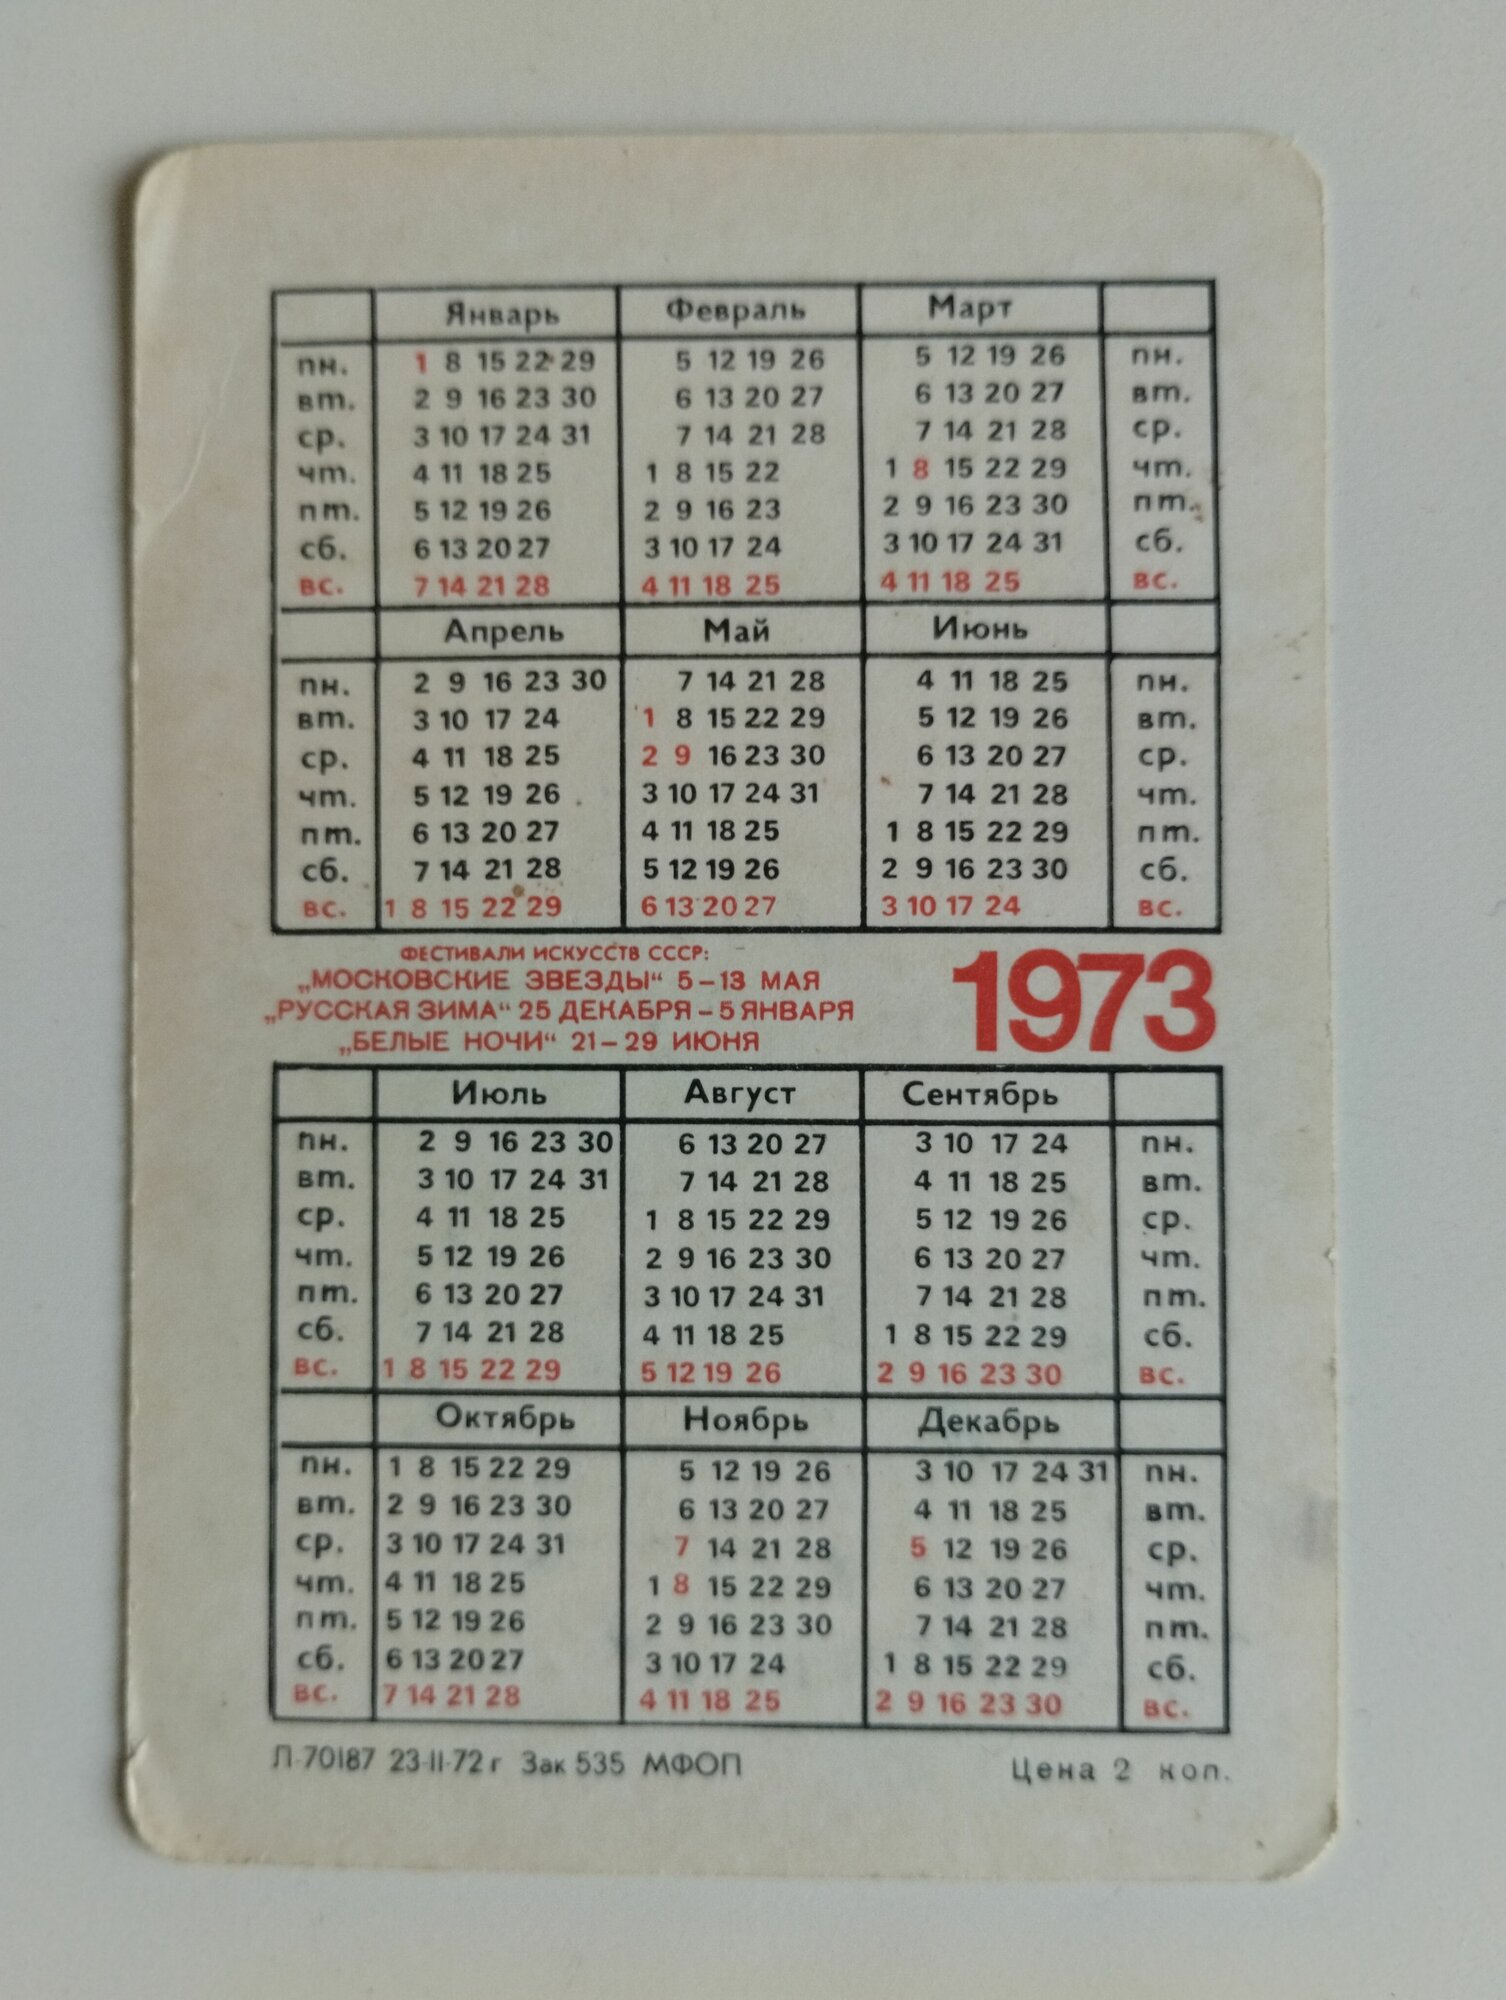 Январь Февраль Март
пн. 1 8 15 22 29 5 12 19 26 5 12 19 26 пн.
вт. 2 9 16 23 30 6 13 20 27 6 13 20 27 вт.
ср. 3 10 17 24 31 7 14 21 28 7 14 21 28 ср.
чт. 4 11 18 25 1 8 15 22 1 8 15 22 29 чт.
пт. 5 12 19 26 2 9 16 23 2 9 16 23 30 пт.
сб. 6 13 20 27 3 10 17 24 3 10 17 24 31 сб.
вс. 7 14 21 28 4 11 18 25 4 11 18 25 вс.
Апрель Май Июнь
пн. 2 9 16 23 30 7 14 21 28 4 11 18 25 пн.
вт. 3 10 17 24 1 8 15 22 29 5 12 19 26 вт.
ср. 4 11 18 25 2 9 16 23 30 6 13 20 27 ср.
чт. 5 12 19 26 3 10 17 24 31 7 14 21 28 чт.
пт. 6 13 20 27 4 11 18 25 1 8 15 22 29 пт.
сб. 7 14 21 28 5 12 19 26 2 9 16 23 30 сб.
вс. 1 8 15 22 29 6 13 20 27 3 10 17 24 вс.
ФЕСТИВАЛИ ИСКУССТВ СССР:
„МОСКОВСКИЕ ЗВЕЗДЫ“ 5–13 МАЯ
„РУССКАЯ ЗИМА“ 25 ДЕКАБРЯ–5 ЯНВАРЯ
„БЕЛЫЕ НОЧИ“ 21–29 ИЮНЯ
1973
Июль Август Сентябрь
пн. 2 9 16 23 30 6 13 20 27 3 10 17 24 пн.
вт. 3 10 17 24 31 7 14 21 28 4 11 18 25 вт.
ср. 4 11 18 25 1 8 15 22 29 5 12 19 26 ср.
чт. 5 12 19 26 2 9 16 23 30 6 13 20 27 чт.
пт. 6 13 20 27 3 10 17 24 31 7 14 21 28 пт.
сб. 7 14 21 28 4 11 18 25 1 8 15 22 29 сб.
вс. 1 8 15 22 29 5 12 19 26 2 9 16 23 30 вс.
Октябрь Ноябрь Декабрь
пн. 1 8 15 22 29 5 12 19 26 3 10 17 24 31 пн.
вт. 2 9 16 23 30 6 13 20 27 4 11 18 25 вт.
ср. 3 10 17 24 31 7 14 21 28 5 12 19 26 ср.
чт. 4 11 18 25 1 8 15 22 29 6 13 20 27 чт.
пт. 5 12 19 26 2 9 16 23 30 7 14 21 28 пт.
сб. 6 13 20 27 3 10 17 24 1 8 15 22 29 сб.
вс. 7 14 21 28 4 11 18 25 2 9 16 23 30 вс.
Л-70187 23-II-72 г Зак 535 МФОП Цена 2 коп.